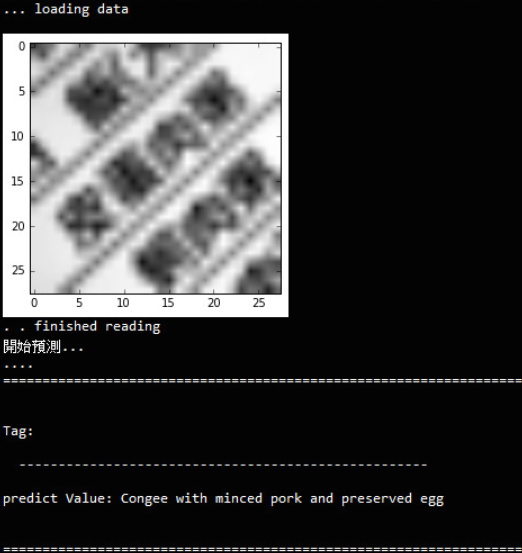 ... loading data
0
5
10
15
20
25
0 5 10 15 20 25
. . finished reading
開始預測...
....
==================================================================
Tag:
----------------------------------------------------
predict Value: Congee with minced pork and preserved egg
==================================================================